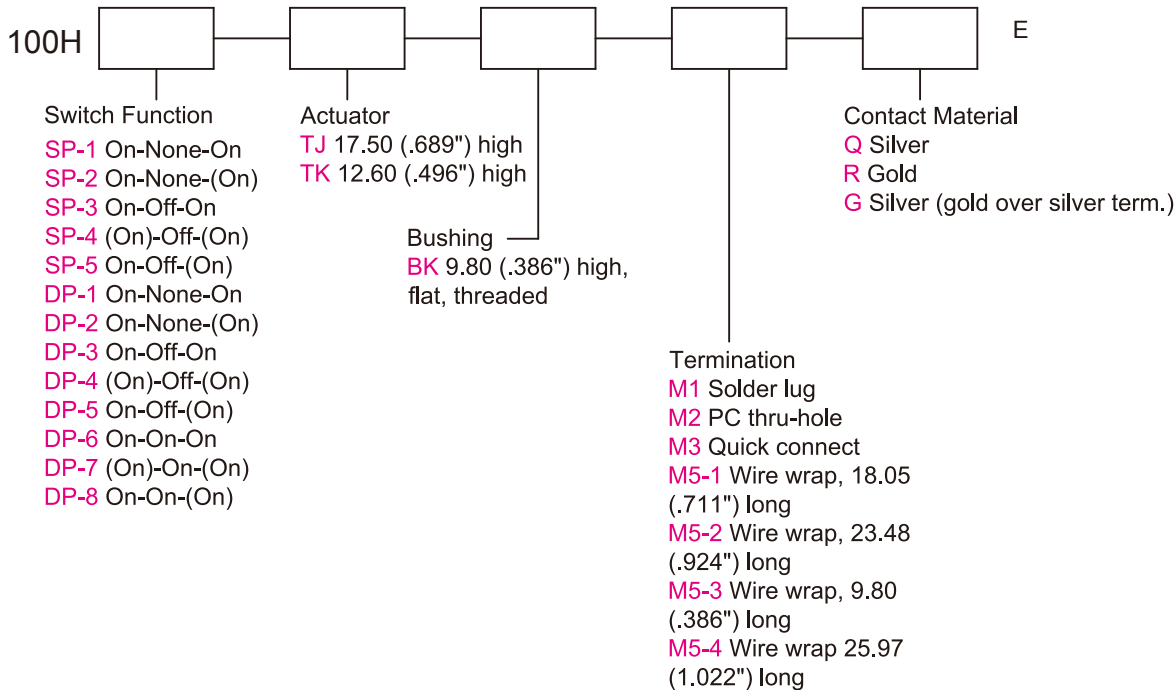 100H
E
Switch Function
SP-1 On-None-On
SP-2 On-None-(On)
SP-3 On-Off-On
SP-4 (On)-Off-(On)
SP-5 On-Off-(On)
DP-1 On-None-On
DP-2 On-None-(On)
DP-3 On-Off-On
DP-4 (On)-Off-(On)
DP-5 On-Off-(On)
DP-6 On-On-On
DP-7 (On)-On-(On)
DP-8 On-On-(On)
Actuator
TJ 17.50 (.689") high
TK 12.60 (.496") high
Bushing
BK 9.80 (.386") high,
flat, threaded
Termination
M1 Solder lug
M2 PC thru-hole
M3 Quick connect
M5-1 Wire wrap, 18.05
(.711") long
M5-2 Wire wrap, 23.48
(.924") long
M5-3 Wire wrap, 9.80
(.386") long
M5-4 Wire wrap 25.97
(1.022") long
Contact Material
Q Silver
R Gold
G Silver (gold over silver term.)